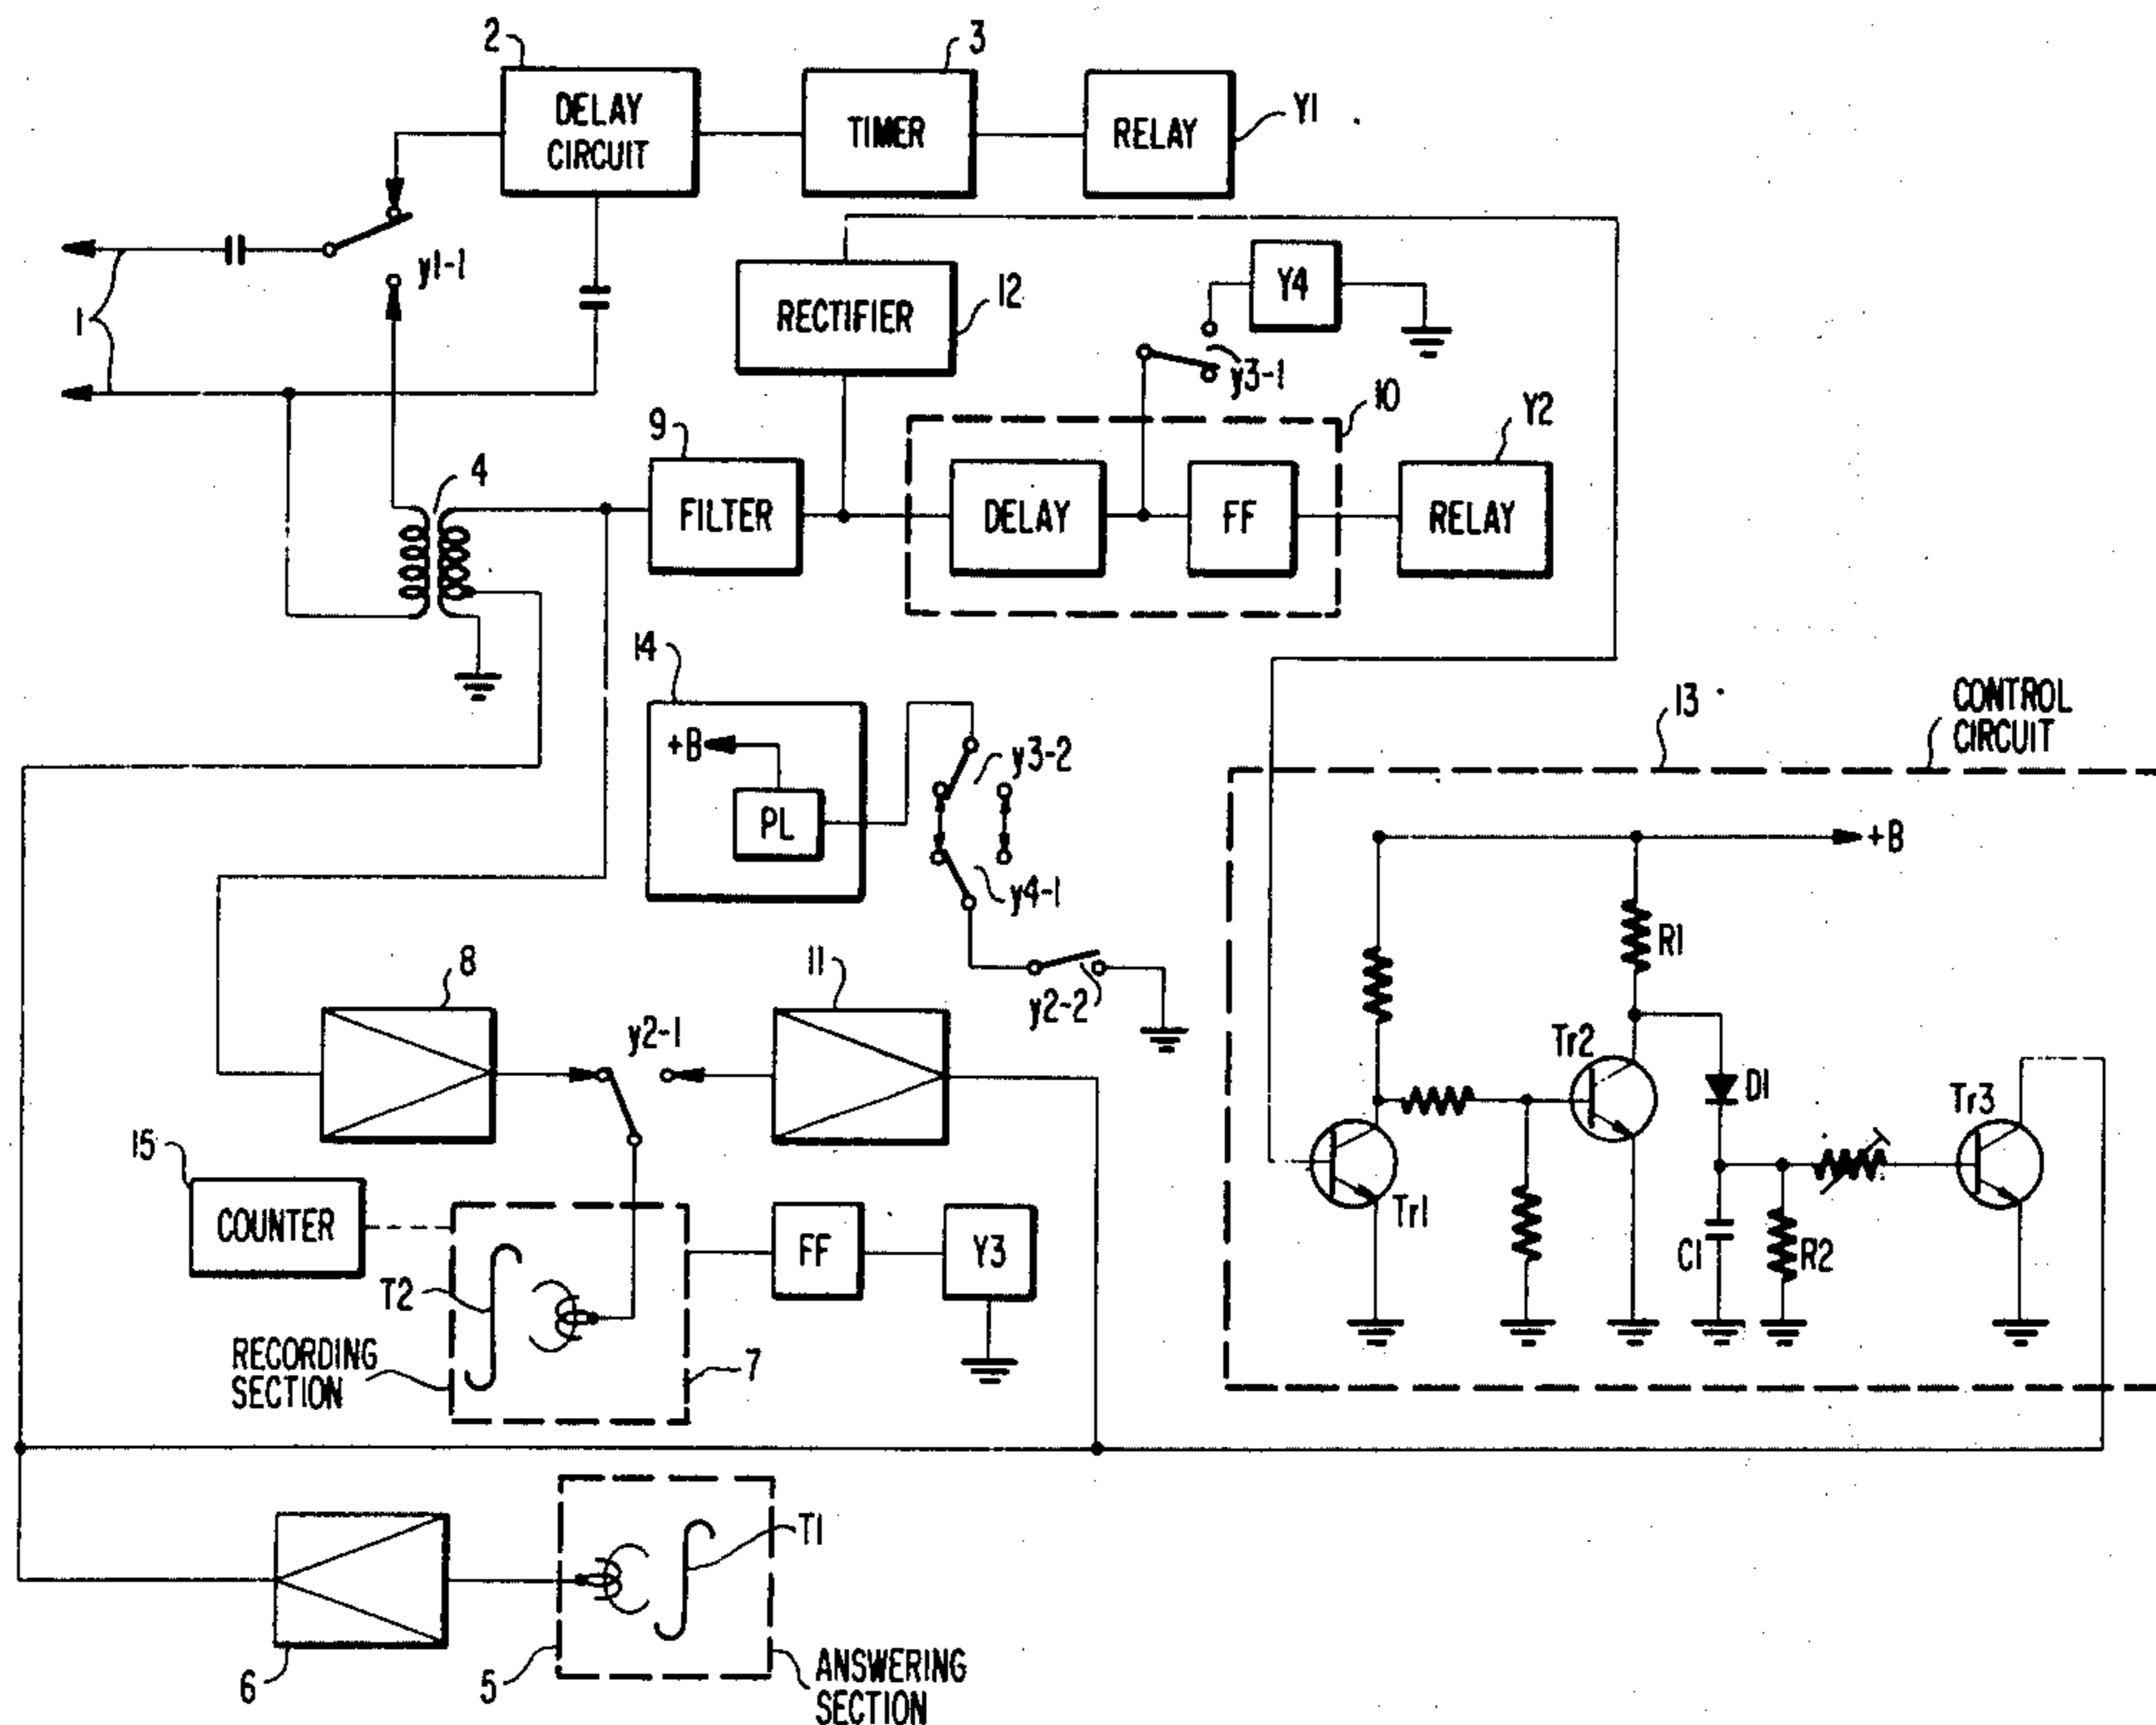 2
3
DELAY
CIRCUIT
TIMER
RELAY
Y1
1
y1-1
RECTIFIER
12
Y4
y3-1
10
Y2
9
4
FILTER
DELAY
FF
RELAY
14
+B
PL
y3-2
y4-1
y2-2
13
CONTROL
CIRCUIT
+B
R1
Tr2
D1
Tr3
Tr1
C1
R2
8
11
y2-1
15
COUNTER
T2
FF
Y3
RECORDING
SECTION
7
T1
6
5
ANSWERING
SECTION